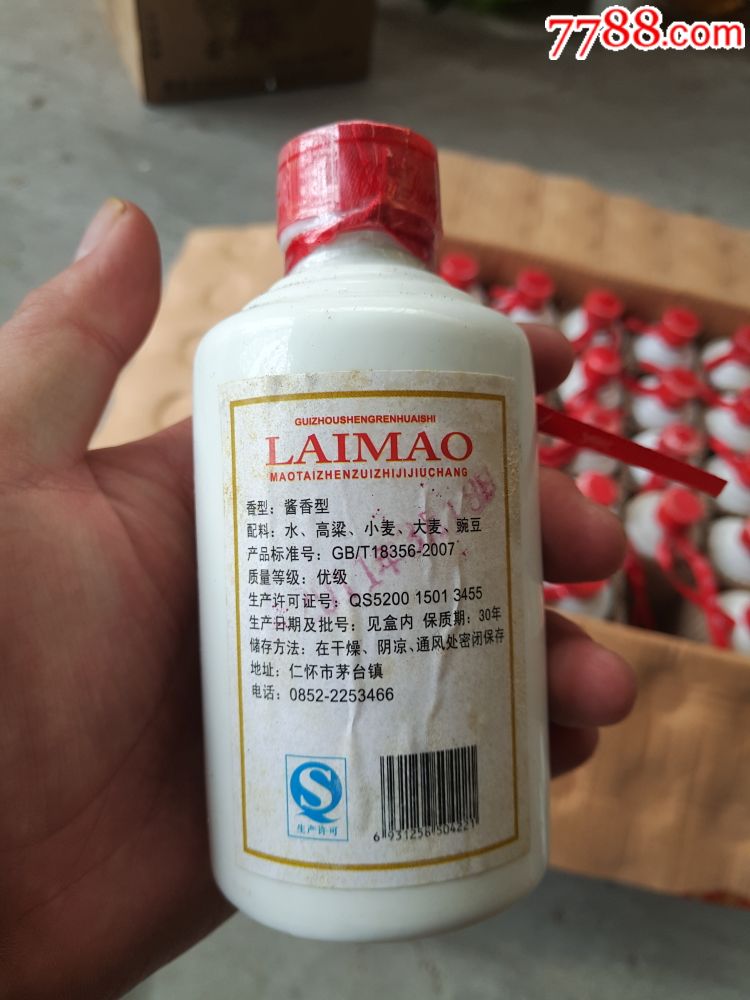 7788.com
GUIZHOUSHENGRENHUAISHI
LAIMAO
MAOTAIZHENZUIZHIJIJIUCHANG
香型：酱香型
配料：水、高粱、小麦、大麦、豌豆
产品标准号：GB/T18356-2007
质量等级：优级
生产许可证号：QS5200 1501 3455
生产日期及批号：见盒内 保质期：30年
储存方法：在干燥、阴凉、通风处密闭保存
地址：仁怀市茅台镇
电话：0852-2253466
生产许可
6 931256 504221